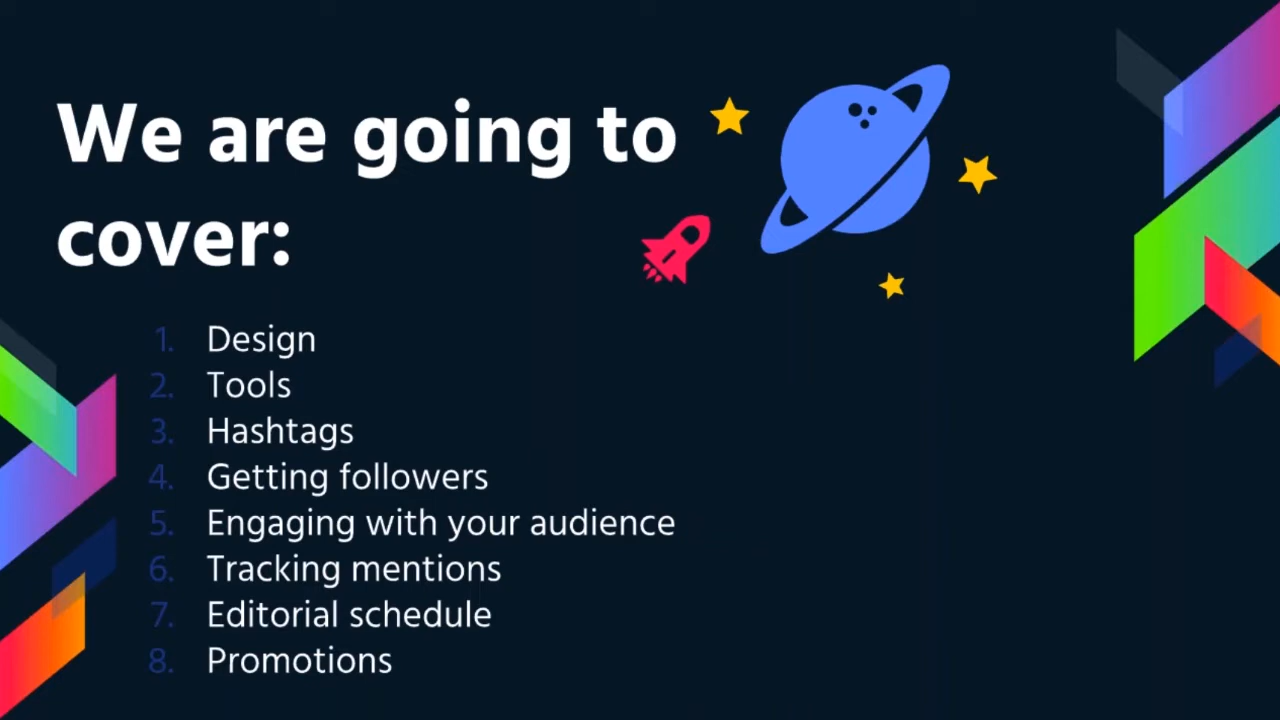 We are going to
cover:
1. Design
2. Tools
3. Hashtags
4. Getting followers
5. Engaging with your audience
6. Tracking mentions
7. Editorial schedule
8. Promotions